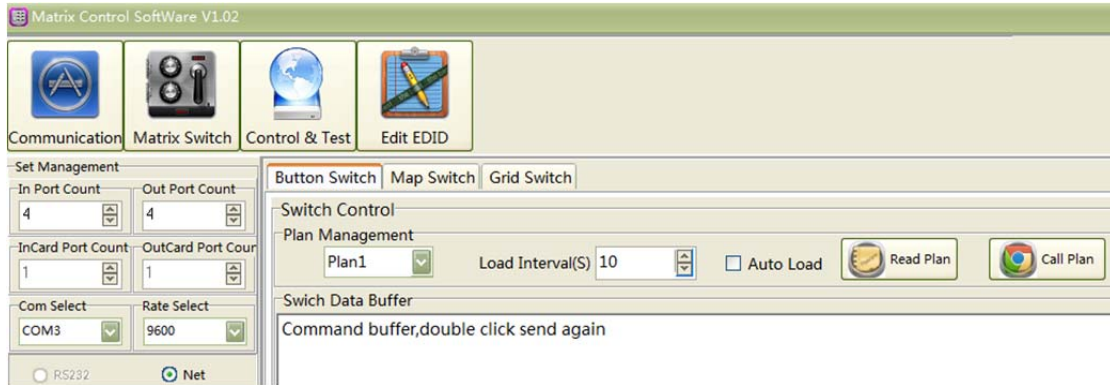 Matrix Control SoftWare V1.02
Communication Matrix Switch Control & Test Edit EDID
Set Management
In Port Count Out Port Count
4 4
InCard Port Count OutCard Port Coun
1 1
Com Select Rate Select
COM3 9600
RS232 Net
Button Switch Map Switch Grid Switch
Switch Control
Plan Management
Plan1 Load Interval(S) 10 Auto Load Read Plan Call Plan
Swich Data Buffer
Command buffer,double click send again